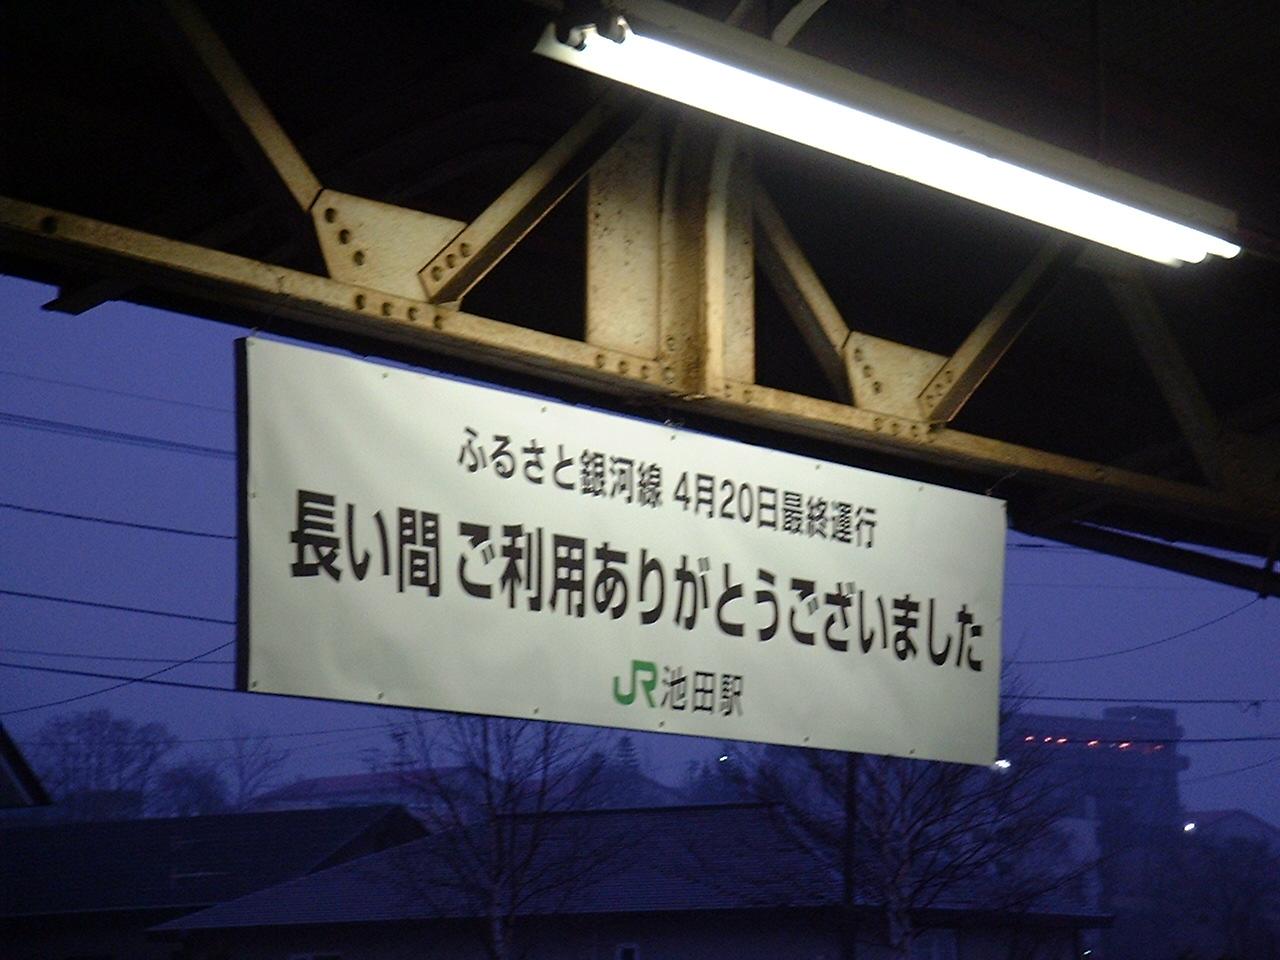 ふるさと銀河線 4月20日最終運行
長い間 ご利用ありがとうございました
JR池田駅